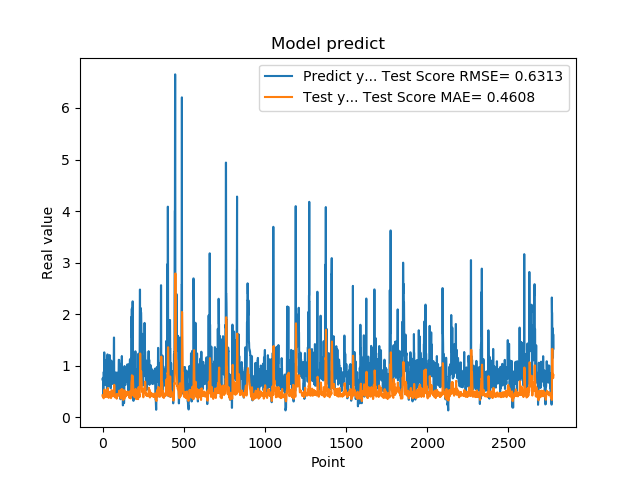 Model predict
Predict y... Test Score RMSE= 0.6313
Test y... Test Score MAE= 0.4608
Real value
6
5
4
3
2
1
0
0 500 1000 1500 2000 2500
Point